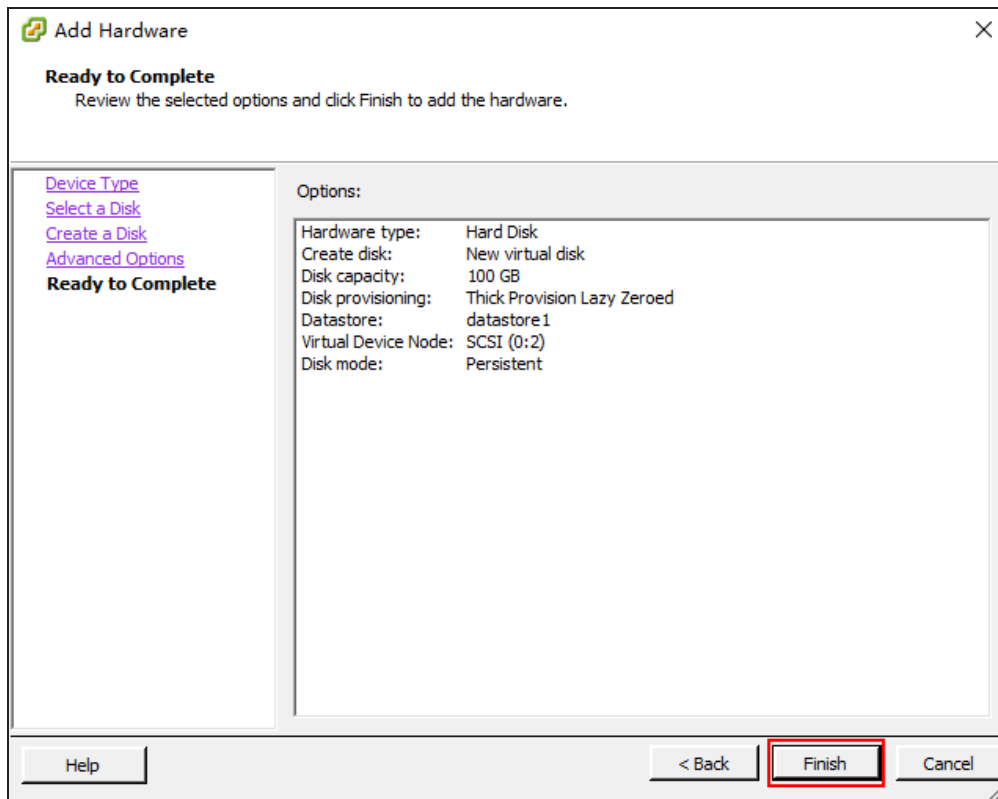 Add Hardware
Ready to Complete
Review the selected options and click Finish to add the hardware.
Device Type
Select a Disk
Create a Disk
Advanced Options
Ready to Complete
Options:
Hardware type: Hard Disk
Create disk: New virtual disk
Disk capacity: 100 GB
Disk provisioning: Thick Provision Lazy Zeroed
Datastore: datastore1
Virtual Device Node: SCSI (0:2)
Disk mode: Persistent
Help
< Back
Finish
Cancel